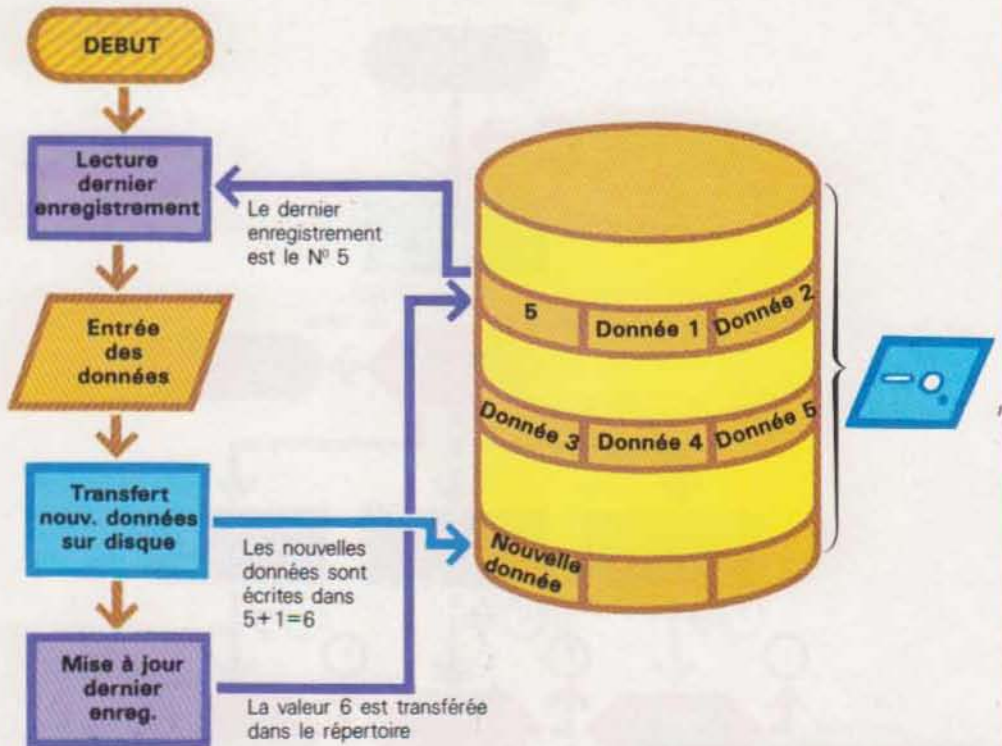 DEBUT
Lecture
dernier
enregistrement
Le dernier
enregistrement
est le Nº 5
Entrée
des
données
5
Donnée 1
Donnée 2
Donnée 3
Donnée 4
Donnée 5
Transfert
nouv. données
sur disque
Les nouvelles
données sont
écrites dans
5+1=6
Nouvelle
donnée
Mise à jour
dernier
enreg.
La valeur 6 est transférée
dans le répertoire